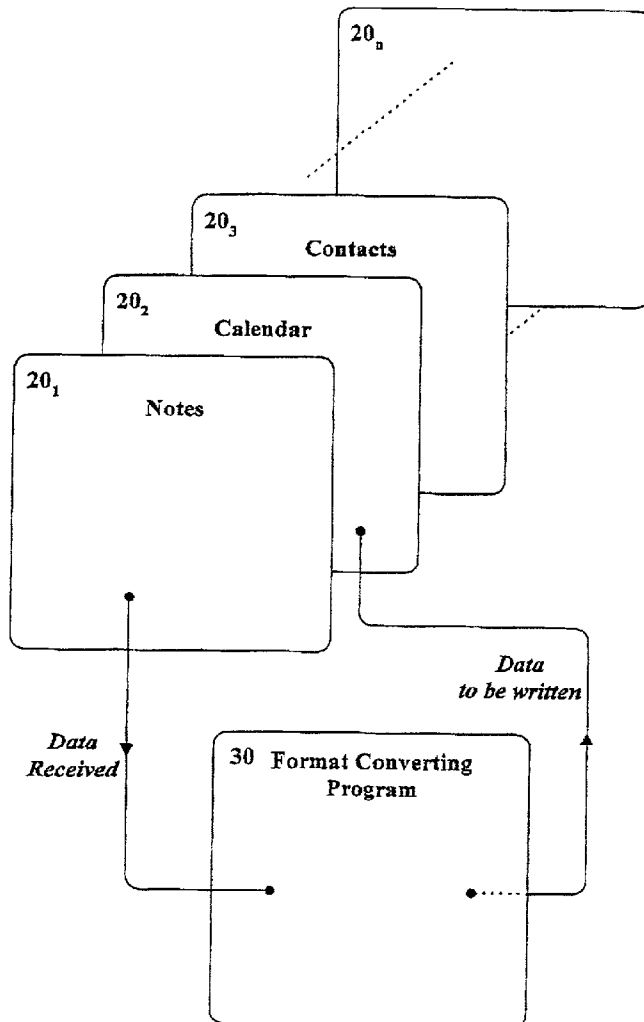 20n
203
Contacts
202
Calendar
201
Notes
Data
to be written
Data
Received
30 Format Converting
Program